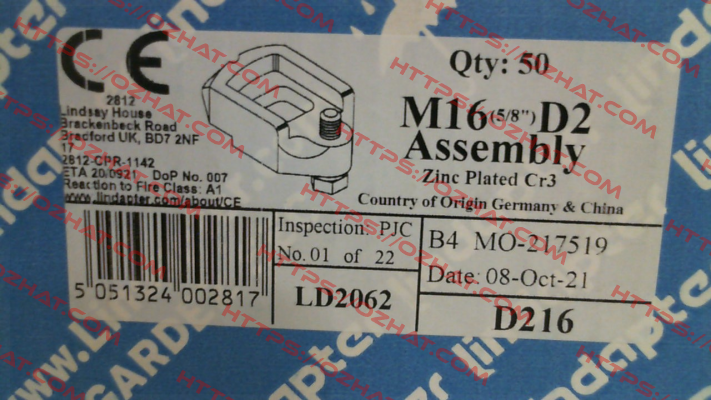 CE
2812
Lindsay House
Brackenbeck Road
Bradford UK, BD7 2NF
17
2812-CPR-1142
ETA 20/0921 DoP No. 007
Reaction to Fire Class: A1
www.lindapter.com/about/CE
Qty: 50
M16 (5/8") D2
Assembly
Zinc Plated Cr3
Country of Origin Germany & China
5 051324 002817
Inspection: PJC
No. 01 of 22
LD2062
B4 MO-217519
Date: 08-Oct-21
D216
Lindapter
HTTPS://OZHAT.COM